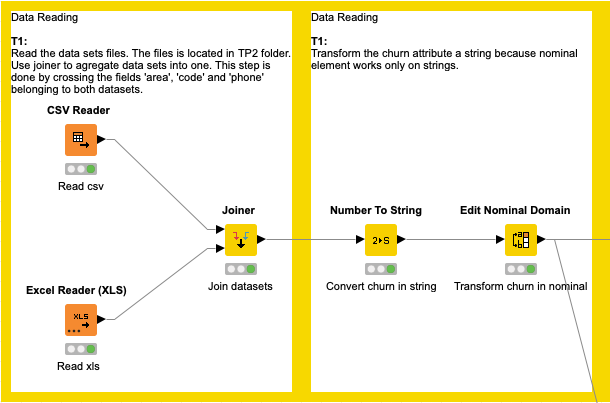 Data Reading
T1:
Read the data sets files. The files is located in TP2 folder.
Use joiner to agregate data sets into one. This step is
done by crossing the fields 'area', 'code' and 'phone'
belonging to both datasets.
Data Reading
T1:
Transform the churn attribute a string because nominal
element works only on strings.
CSV Reader
Read csv
Joiner
Join datasets
Number To String
2▸S
Convert churn in string
Edit Nominal Domain
Transform churn in nominal
Excel Reader (XLS)
XLS
Read xls